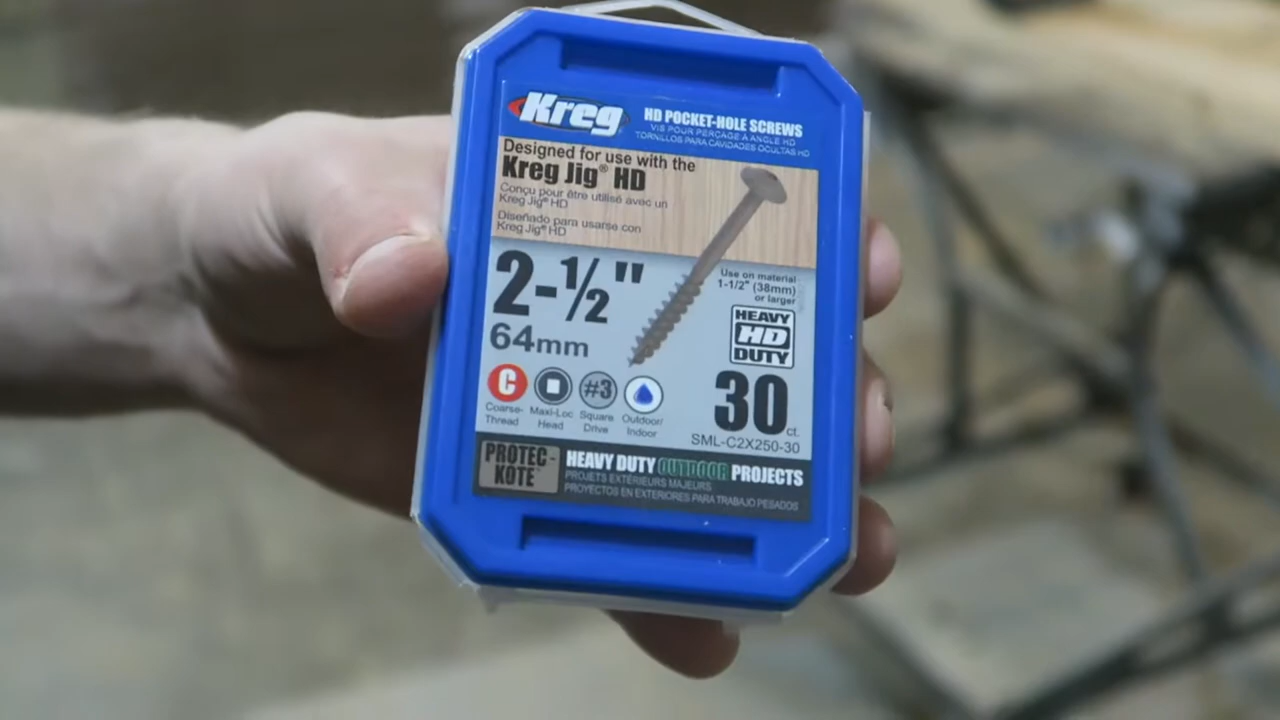 Kreg
HD POCKET-HOLE SCREWS
VIS POUR PERÇAGE À ANGLE HD
TORNILLOS PARA CAVIDADES OCULTAS HD
Designed for use with the
Kreg Jig® HD
Conçu pour être utilisé avec un
Kreg Jig® HD
Diseñado para usarse con
Kreg Jig® HD
2-½"
64mm
Use on material
1-1/2" (38mm)
or larger
HEAVY
HD
DUTY
C
Coarse-
Thread
Maxi-Loc
Head
#3
Square
Drive
Outdoor/
Indoor
30 ct.
SML-C2X250-30
PROTEC-
KOTE™
HEAVY DUTY OUTDOOR PROJECTS
PROJETS EXTÉRIEURS MAJEURS
PROYECTOS EN EXTERIORES PARA TRABAJO PESADOS